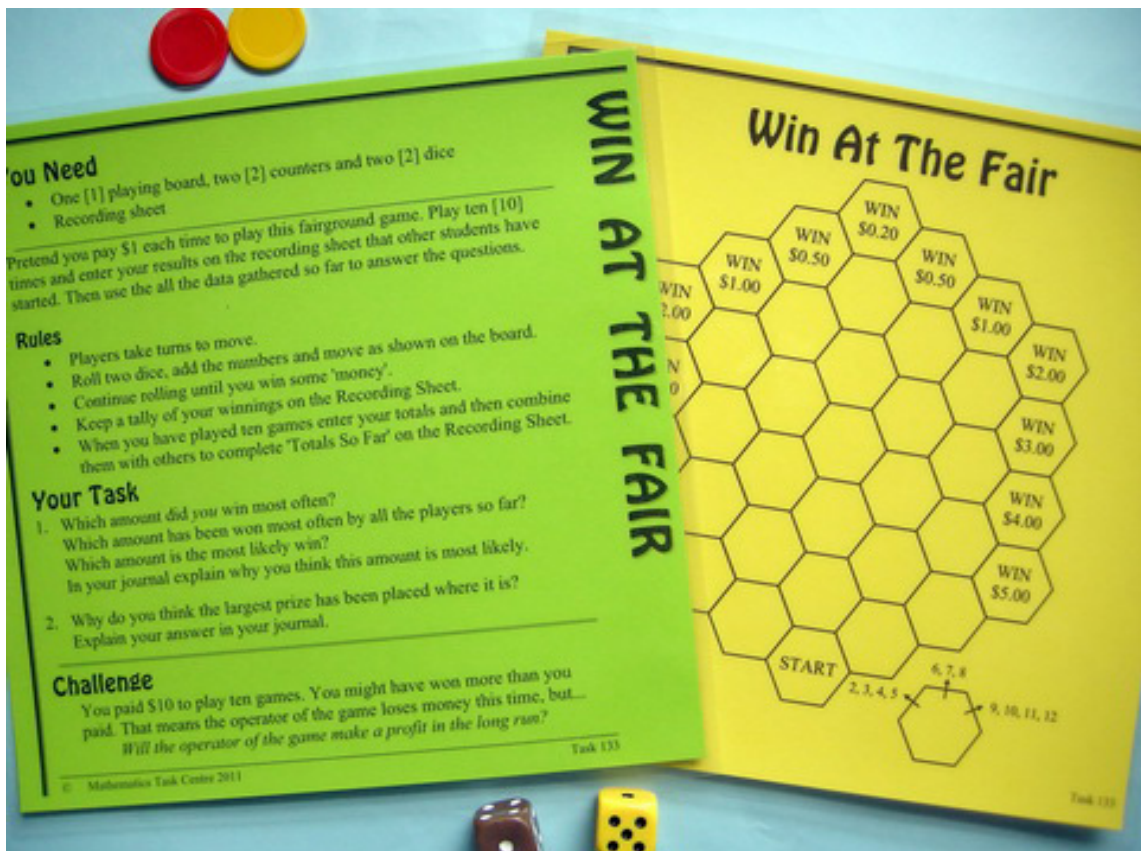 ou Need
• One [1] playing board, two [2] counters and two [2] dice
• Recording sheet
Pretend you pay $1 each time to play this fairground game. Play ten [10]
times and enter your results on the recording sheet that other students have
started. Then use the all the data gathered so far to answer the questions.
Rules
• Players take turns to move.
• Roll two dice, add the numbers and move as shown on the board.
• Continue rolling until you win some 'money'.
• Keep a tally of your winnings on the Recording Sheet.
• When you have played ten games enter your totals and then combine
them with others to complete 'Totals So Far' on the Recording Sheet.
Your Task
1. Which amount did you win most often?
Which amount has been won most often by all the players so far?
Which amount is the most likely win?
In your journal explain why you think this amount is most likely.
2. Why do you think the largest prize has been placed where it is?
Explain your answer in your journal.
Challenge
You paid $10 to play ten games. You might have won more than you
paid. That means the operator of the game loses money this time, but...
Will the operator of the game make a profit in the long run?
© Mathematics Task Centre 2011
Task 133
WIN AT THE FAIR
Win At The Fair
WIN
$0.20
WIN
$0.50
WIN
$0.50
WIN
$1.00
WIN
$1.00
WIN
2.00
WIN
$2.00
N
0
WIN
$3.00
WIN
$4.00
WIN
$5.00
START
2, 3, 4, 5
6, 7, 8
9, 10, 11, 12
Task 133